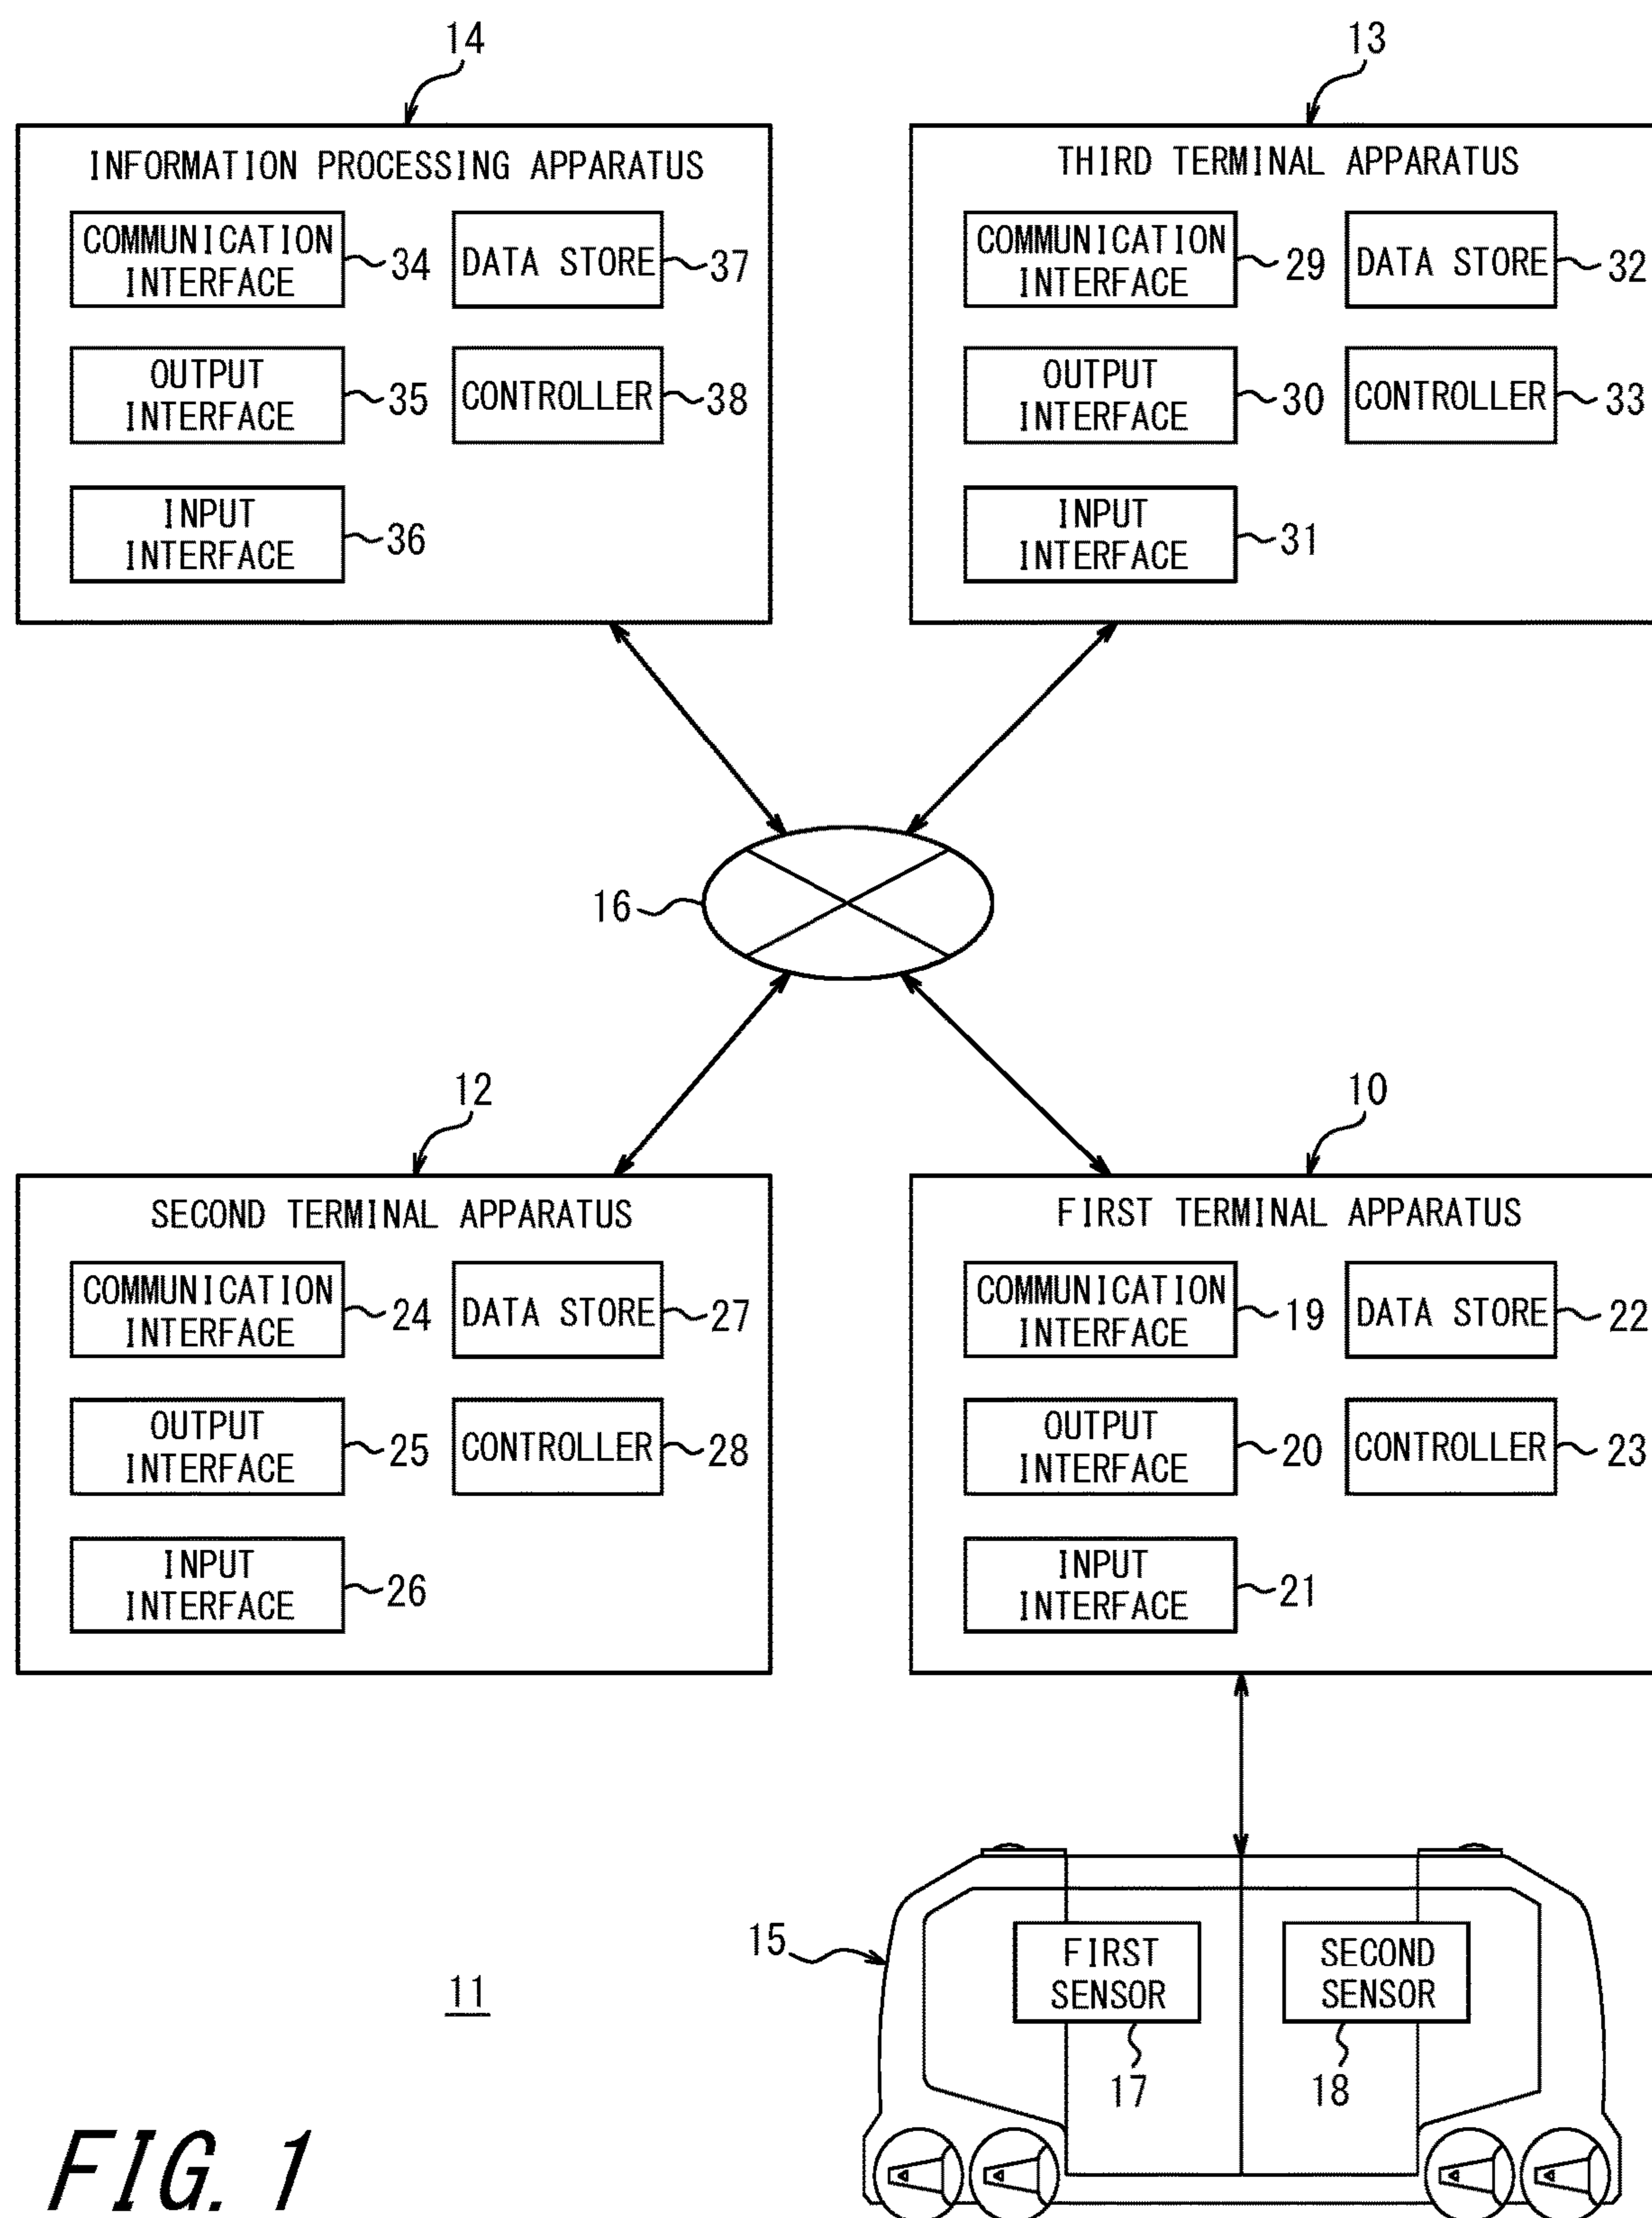 14
INFORMATION PROCESSING APPARATUS
COMMUNICATION
INTERFACE
34
DATA STORE
37
OUTPUT
INTERFACE
35
CONTROLLER
38
INPUT
INTERFACE
36
13
THIRD TERMINAL APPARATUS
COMMUNICATION
INTERFACE
29
DATA STORE
32
OUTPUT
INTERFACE
30
CONTROLLER
33
INPUT
INTERFACE
31
16
12
SECOND TERMINAL APPARATUS
COMMUNICATION
INTERFACE
24
DATA STORE
27
OUTPUT
INTERFACE
25
CONTROLLER
28
INPUT
INTERFACE
26
10
FIRST TERMINAL APPARATUS
COMMUNICATION
INTERFACE
19
DATA STORE
22
OUTPUT
INTERFACE
20
CONTROLLER
23
INPUT
INTERFACE
21
15
FIRST
SENSOR
17
SECOND
SENSOR
18
11
FIG. 1